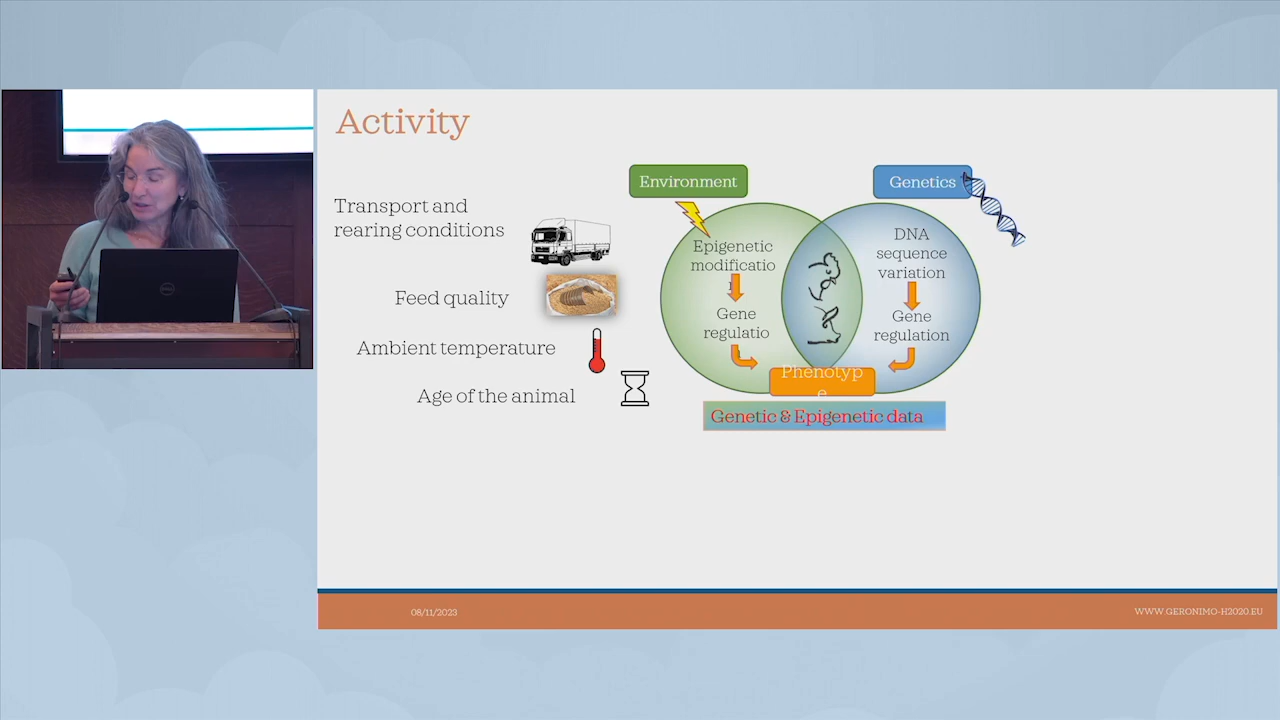 Activity
Transport and
rearing conditions
Feed quality
Ambient temperature
Age of the animal
Environment
Epigenetic
modificatio
Gene
regulatio
Genetics
DNA
sequence
variation
Gene
regulation
Phenotyp
e
Genetic & Epigenetic data
08/11/2023
WWW.GERONIMO-H2020.EU